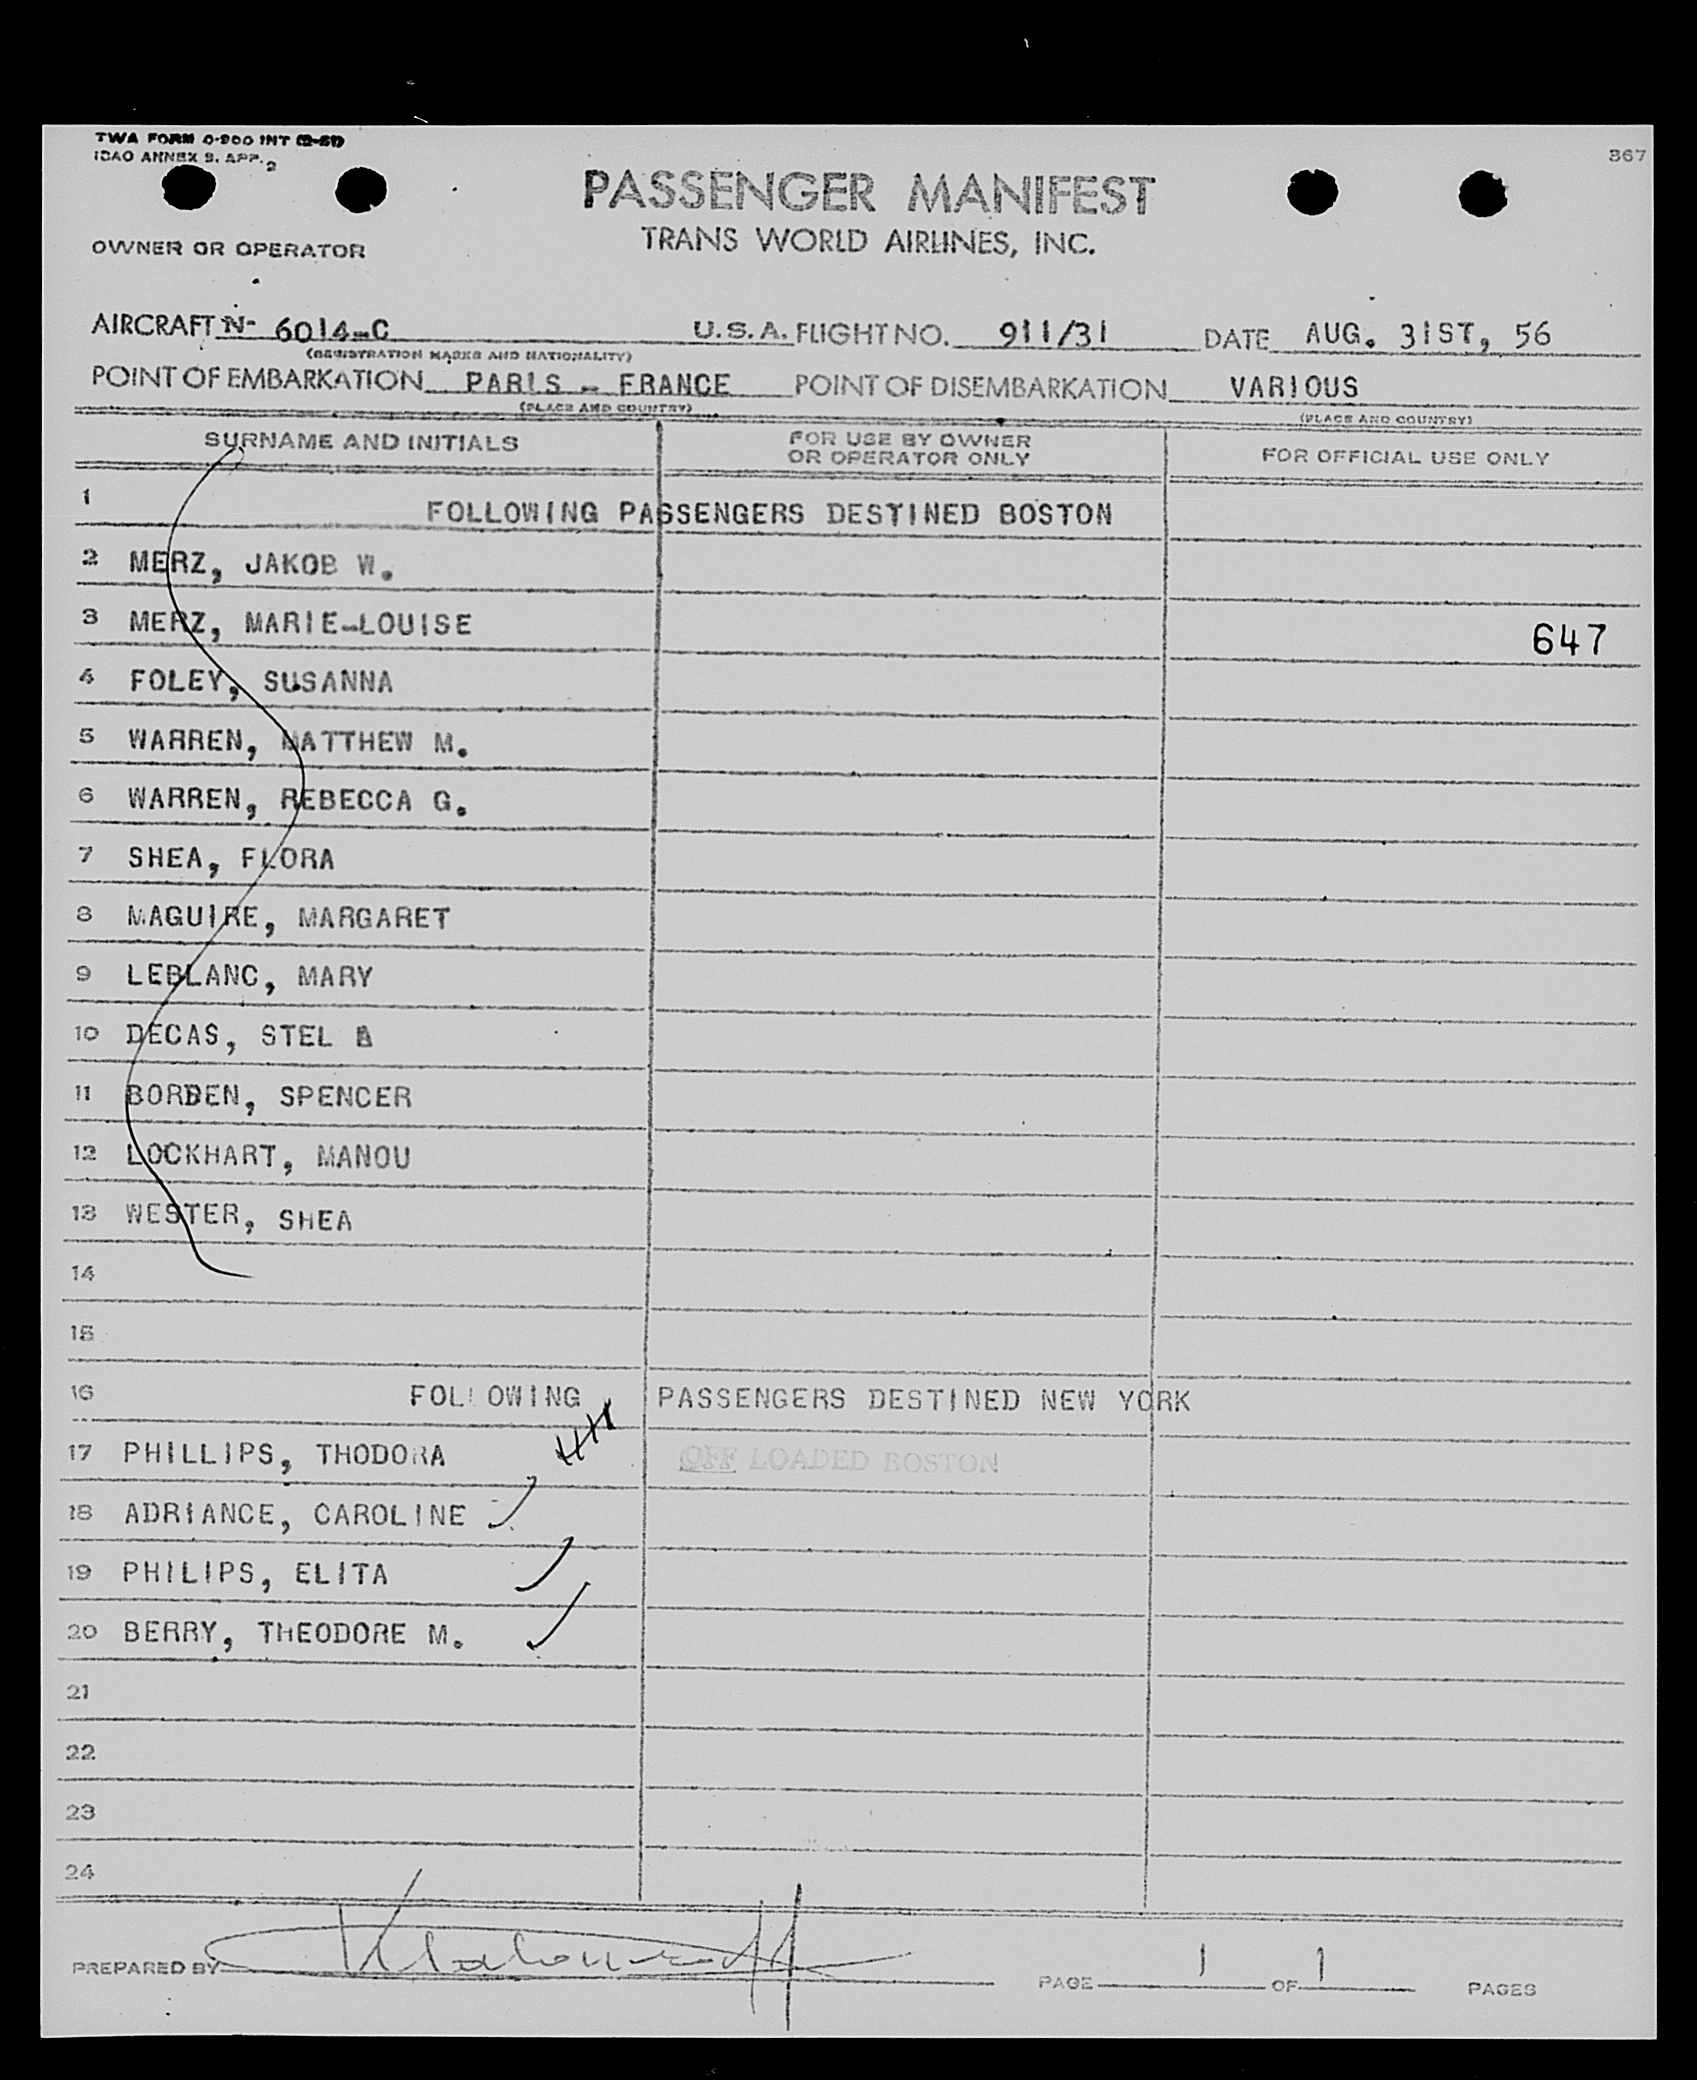 TWA FORM O-900 INT (2-51)
ICAO ANNEX 9. APP. 2
367
PASSENGER MANIFEST
TRANS WORLD AIRLINES, INC.
OWNER OR OPERATOR
AIRCRAFT N- 6014-C U.S.A. FLIGHT NO. 911/31 DATE AUG. 31ST, 56
(REGISTRATION MARKS AND NATIONALITY)
POINT OF EMBARKATION PARIS - FRANCE POINT OF DISEMBARKATION VARIOUS
(PLACE AND COUNTRY) (PLACE AND COUNTRY)
SURNAME AND INITIALS FOR USE BY OWNER OR OPERATOR ONLY FOR OFFICIAL USE ONLY
1 FOLLOWING PASSENGERS DESTINED BOSTON
2 MERZ, JAKOB W.
3 MERZ, MARIE-LOUISE 647
4 FOLEY, SUSANNA
5 WARREN, MATTHEW M.
6 WARREN, REBECCA G.
7 SHEA, FLORA
8 MAGUIRE, MARGARET
9 LEBLANC, MARY
10 DECAS, STEL A
11 BORDEN, SPENCER
12 LOCKHART, MANOU
13 WESTER, SHEA
14
15
16 FOLLOWING PASSENGERS DESTINED NEW YORK
17 PHILLIPS, THODORA OFF LOADED BOSTON
18 ADRIANCE, CAROLINE
19 PHILIPS, ELITA
20 BERRY, THEODORE M.
21
22
23
24
PREPARED BY PAGE 1 OF 1 PAGES